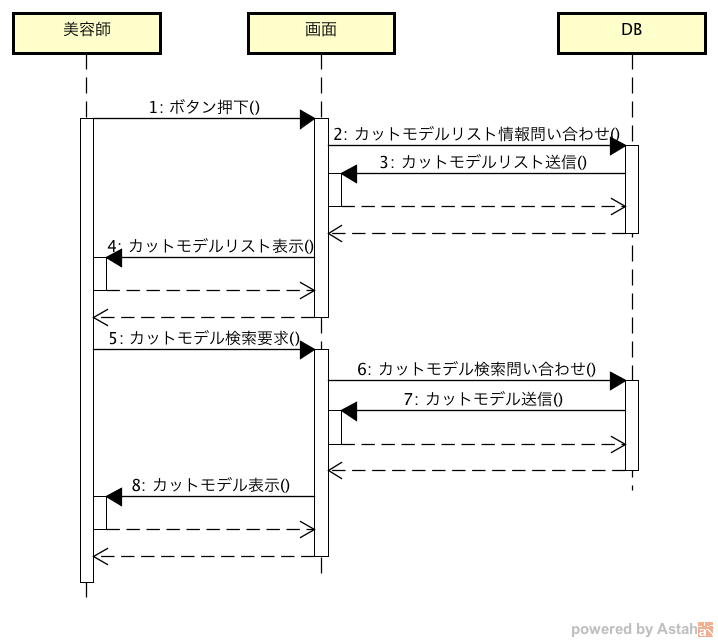 美容師
画面
DB
1: ボタン押下()
2: カットモデルリスト情報問い合わせ()
3: カットモデルリスト送信()
4: カットモデルリスト表示()
5: カットモデル検索要求()
6: カットモデル検索問い合わせ()
7: カットモデル送信()
8: カットモデル表示()
powered by Astah